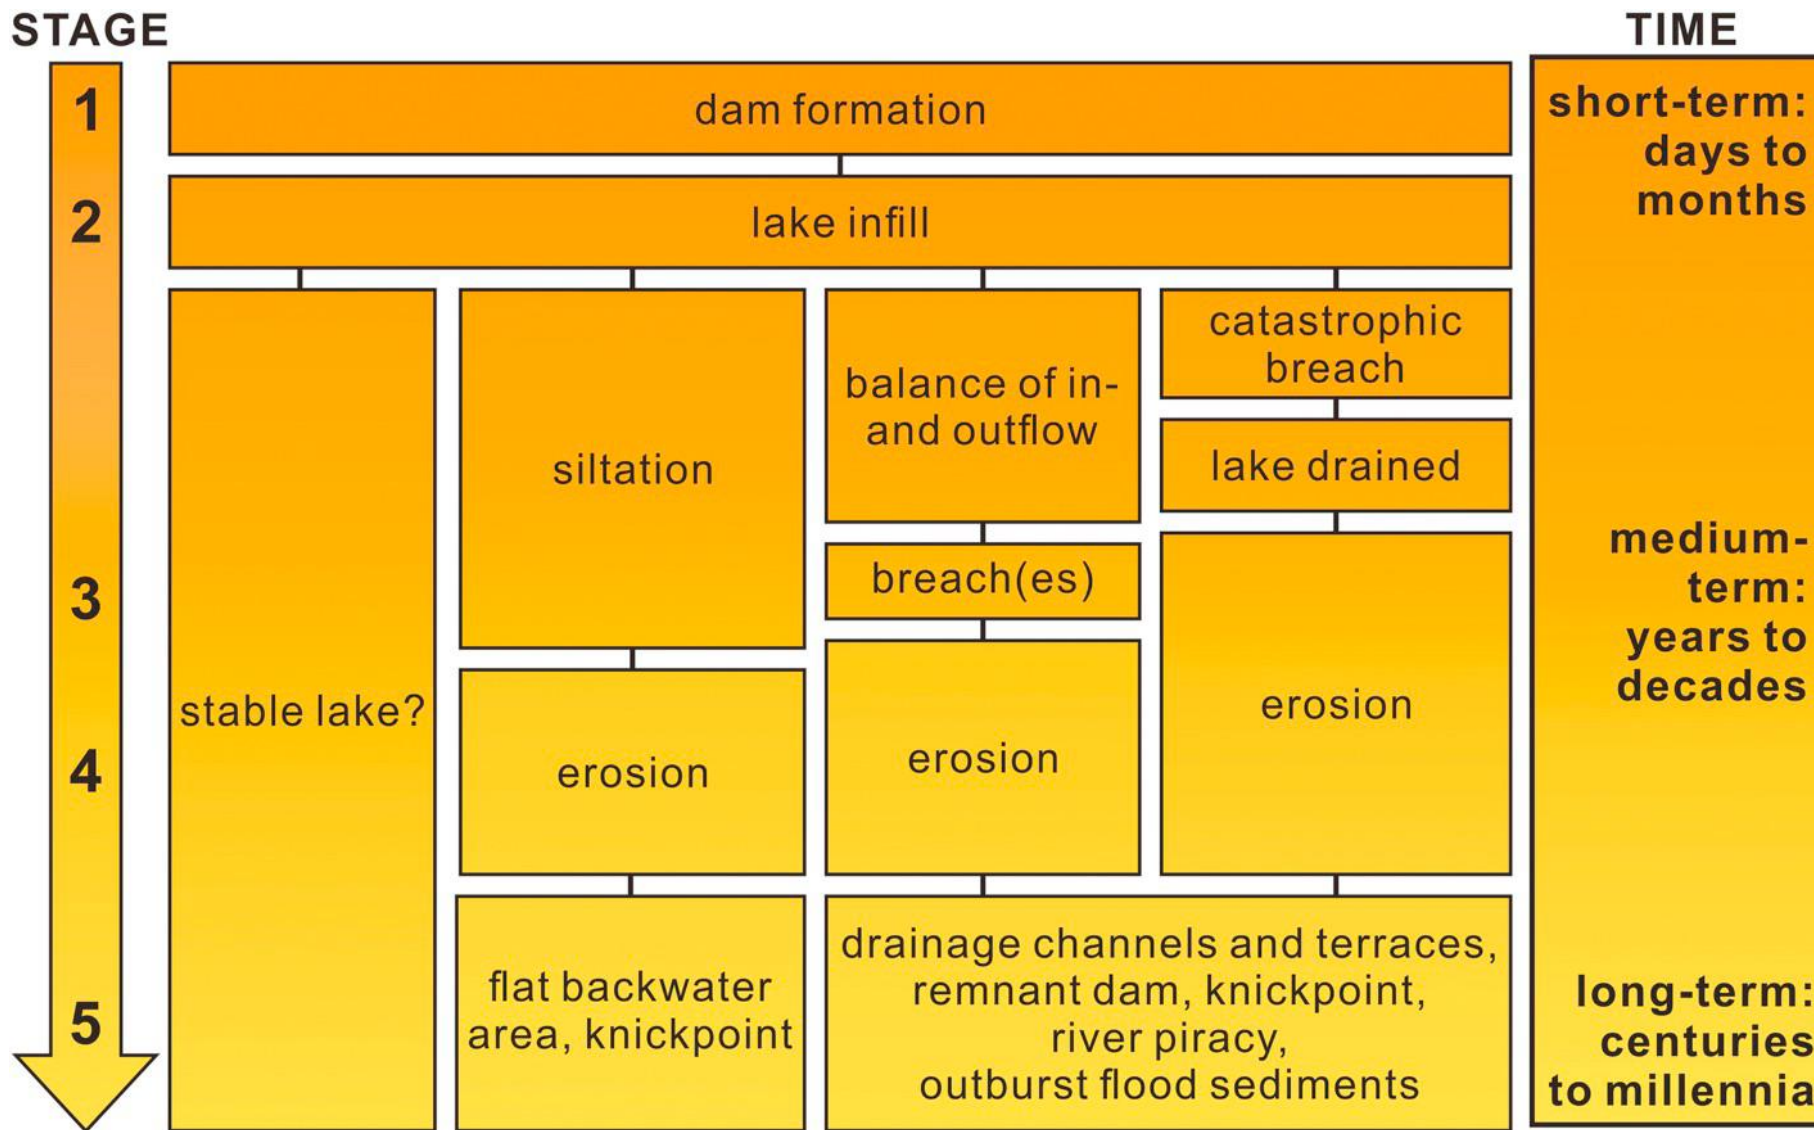 STAGE
TIME
1
dam formation
short-term:
days to
months
2
lake infill
stable lake?
siltation
balance of in-
and outflow
catastrophic
breach
lake drained
3
breach(es)
medium-
term:
years to
decades
4
erosion
erosion
erosion
5
flat backwater
area, knickpoint
drainage channels and terraces,
remnant dam, knickpoint,
river piracy,
outburst flood sediments
long-term:
centuries
to millennia